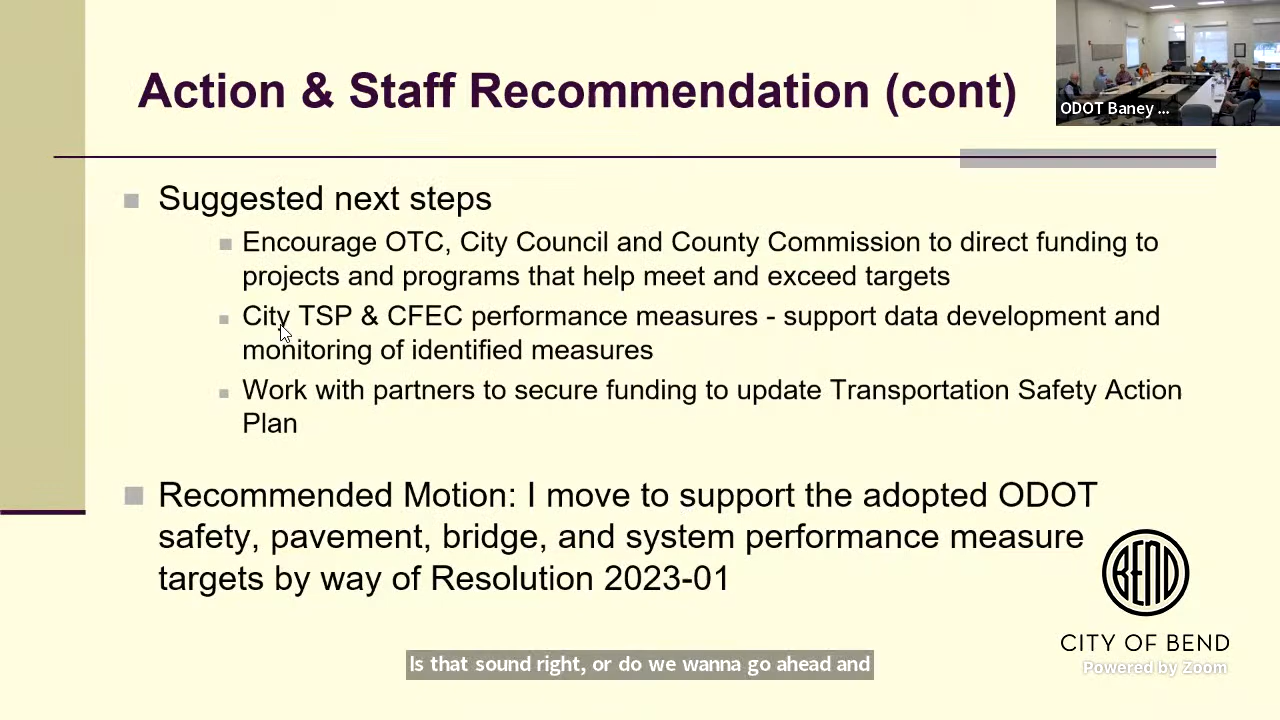 Action & Staff Recommendation (cont)
ODOT Baney ...
Suggested next steps
Encourage OTC, City Council and County Commission to direct funding to
projects and programs that help meet and exceed targets
City TSP & CFEC performance measures - support data development and
monitoring of identified measures
Work with partners to secure funding to update Transportation Safety Action
Plan
Recommended Motion: I move to support the adopted ODOT
safety, pavement, bridge, and system performance measure
targets by way of Resolution 2023-01
BEND
CITY OF BEND
Powered by Zoom
Is that sound right, or do we wanna go ahead and